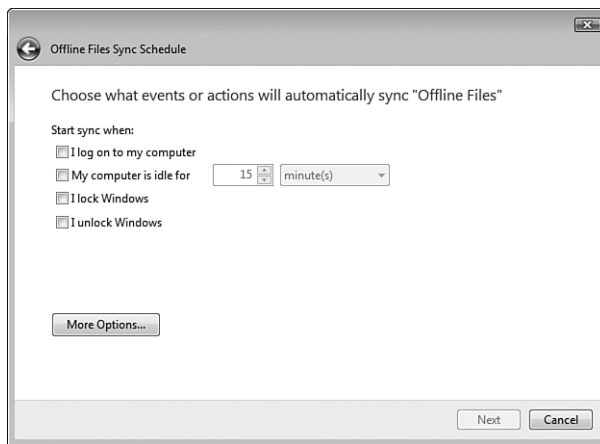 Offline Files Sync Schedule
Choose what events or actions will automatically sync "Offline Files"
Start sync when:
I log on to my computer
My computer is idle for 15 minute(s)
I lock Windows
I unlock Windows
More Options...
Next Cancel